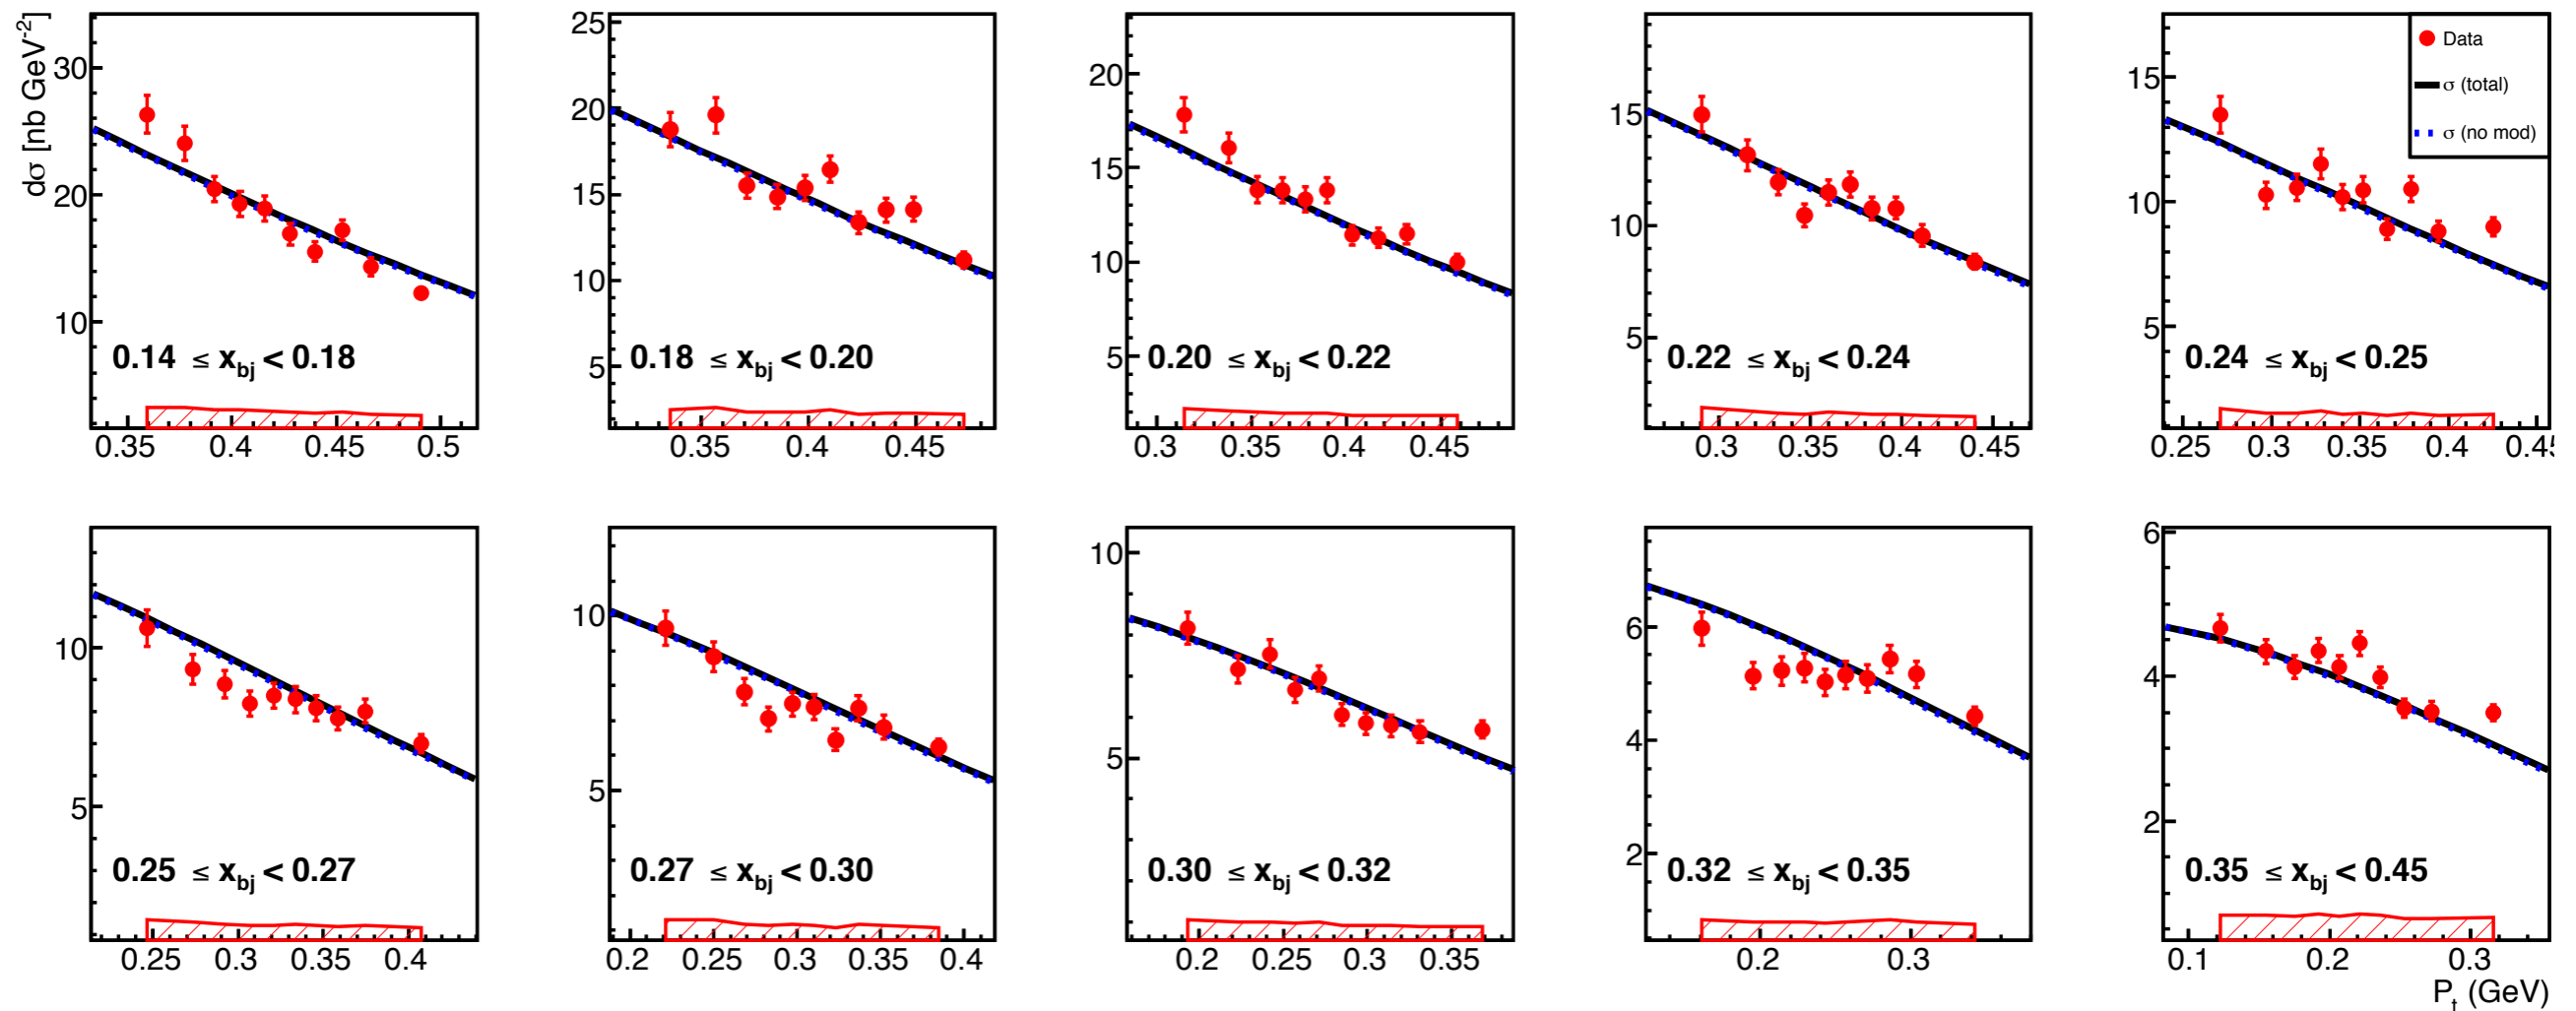 dσ [nb GeV⁻²]
30
20
10
0.14 ≤ x_bj < 0.18
0.35 0.4 0.45 0.5
25
20
15
10
5
0.18 ≤ x_bj < 0.20
0.35 0.4 0.45
20
15
10
5
0.20 ≤ x_bj < 0.22
0.3 0.35 0.4 0.45
15
10
5
0.22 ≤ x_bj < 0.24
0.3 0.35 0.4 0.45
Data
σ (total)
σ (no mod)
15
10
5
0.24 ≤ x_bj < 0.25
0.25 0.3 0.35 0.4
10
5
0.25 ≤ x_bj < 0.27
0.25 0.3 0.35 0.4
10
5
0.27 ≤ x_bj < 0.30
0.2 0.25 0.3 0.35 0.4
10
5
0.30 ≤ x_bj < 0.32
0.2 0.25 0.3 0.35
6
4
2
0.32 ≤ x_bj < 0.35
0.2 0.3
6
4
2
0.35 ≤ x_bj < 0.45
0.1 0.2 0.3
P_t (GeV)